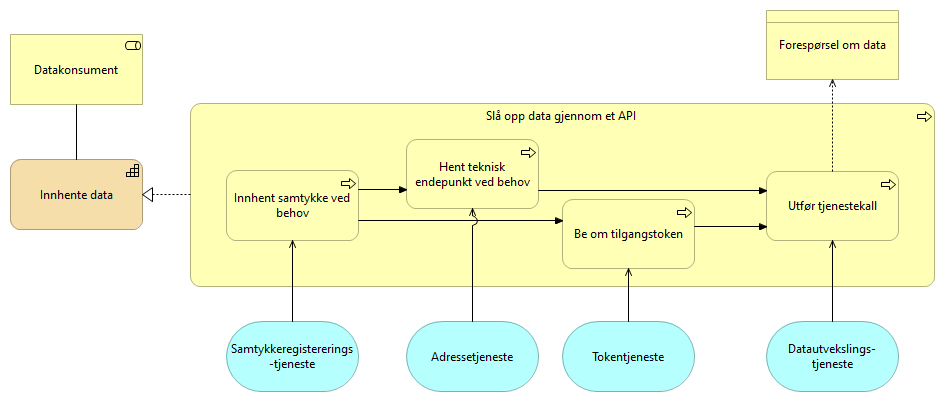 Forespørsel om data
Datakonsument
Slå opp data gjennom et API
Hent teknisk
endepunkt ved behov
Innhente data
Innhent samtykke ved
behov
Utfør tjenestekall
Be om tilgangstoken
Samtykkeregistererings
-tjeneste
Adressetjeneste
Tokentjeneste
Datautvekslings-
tjeneste